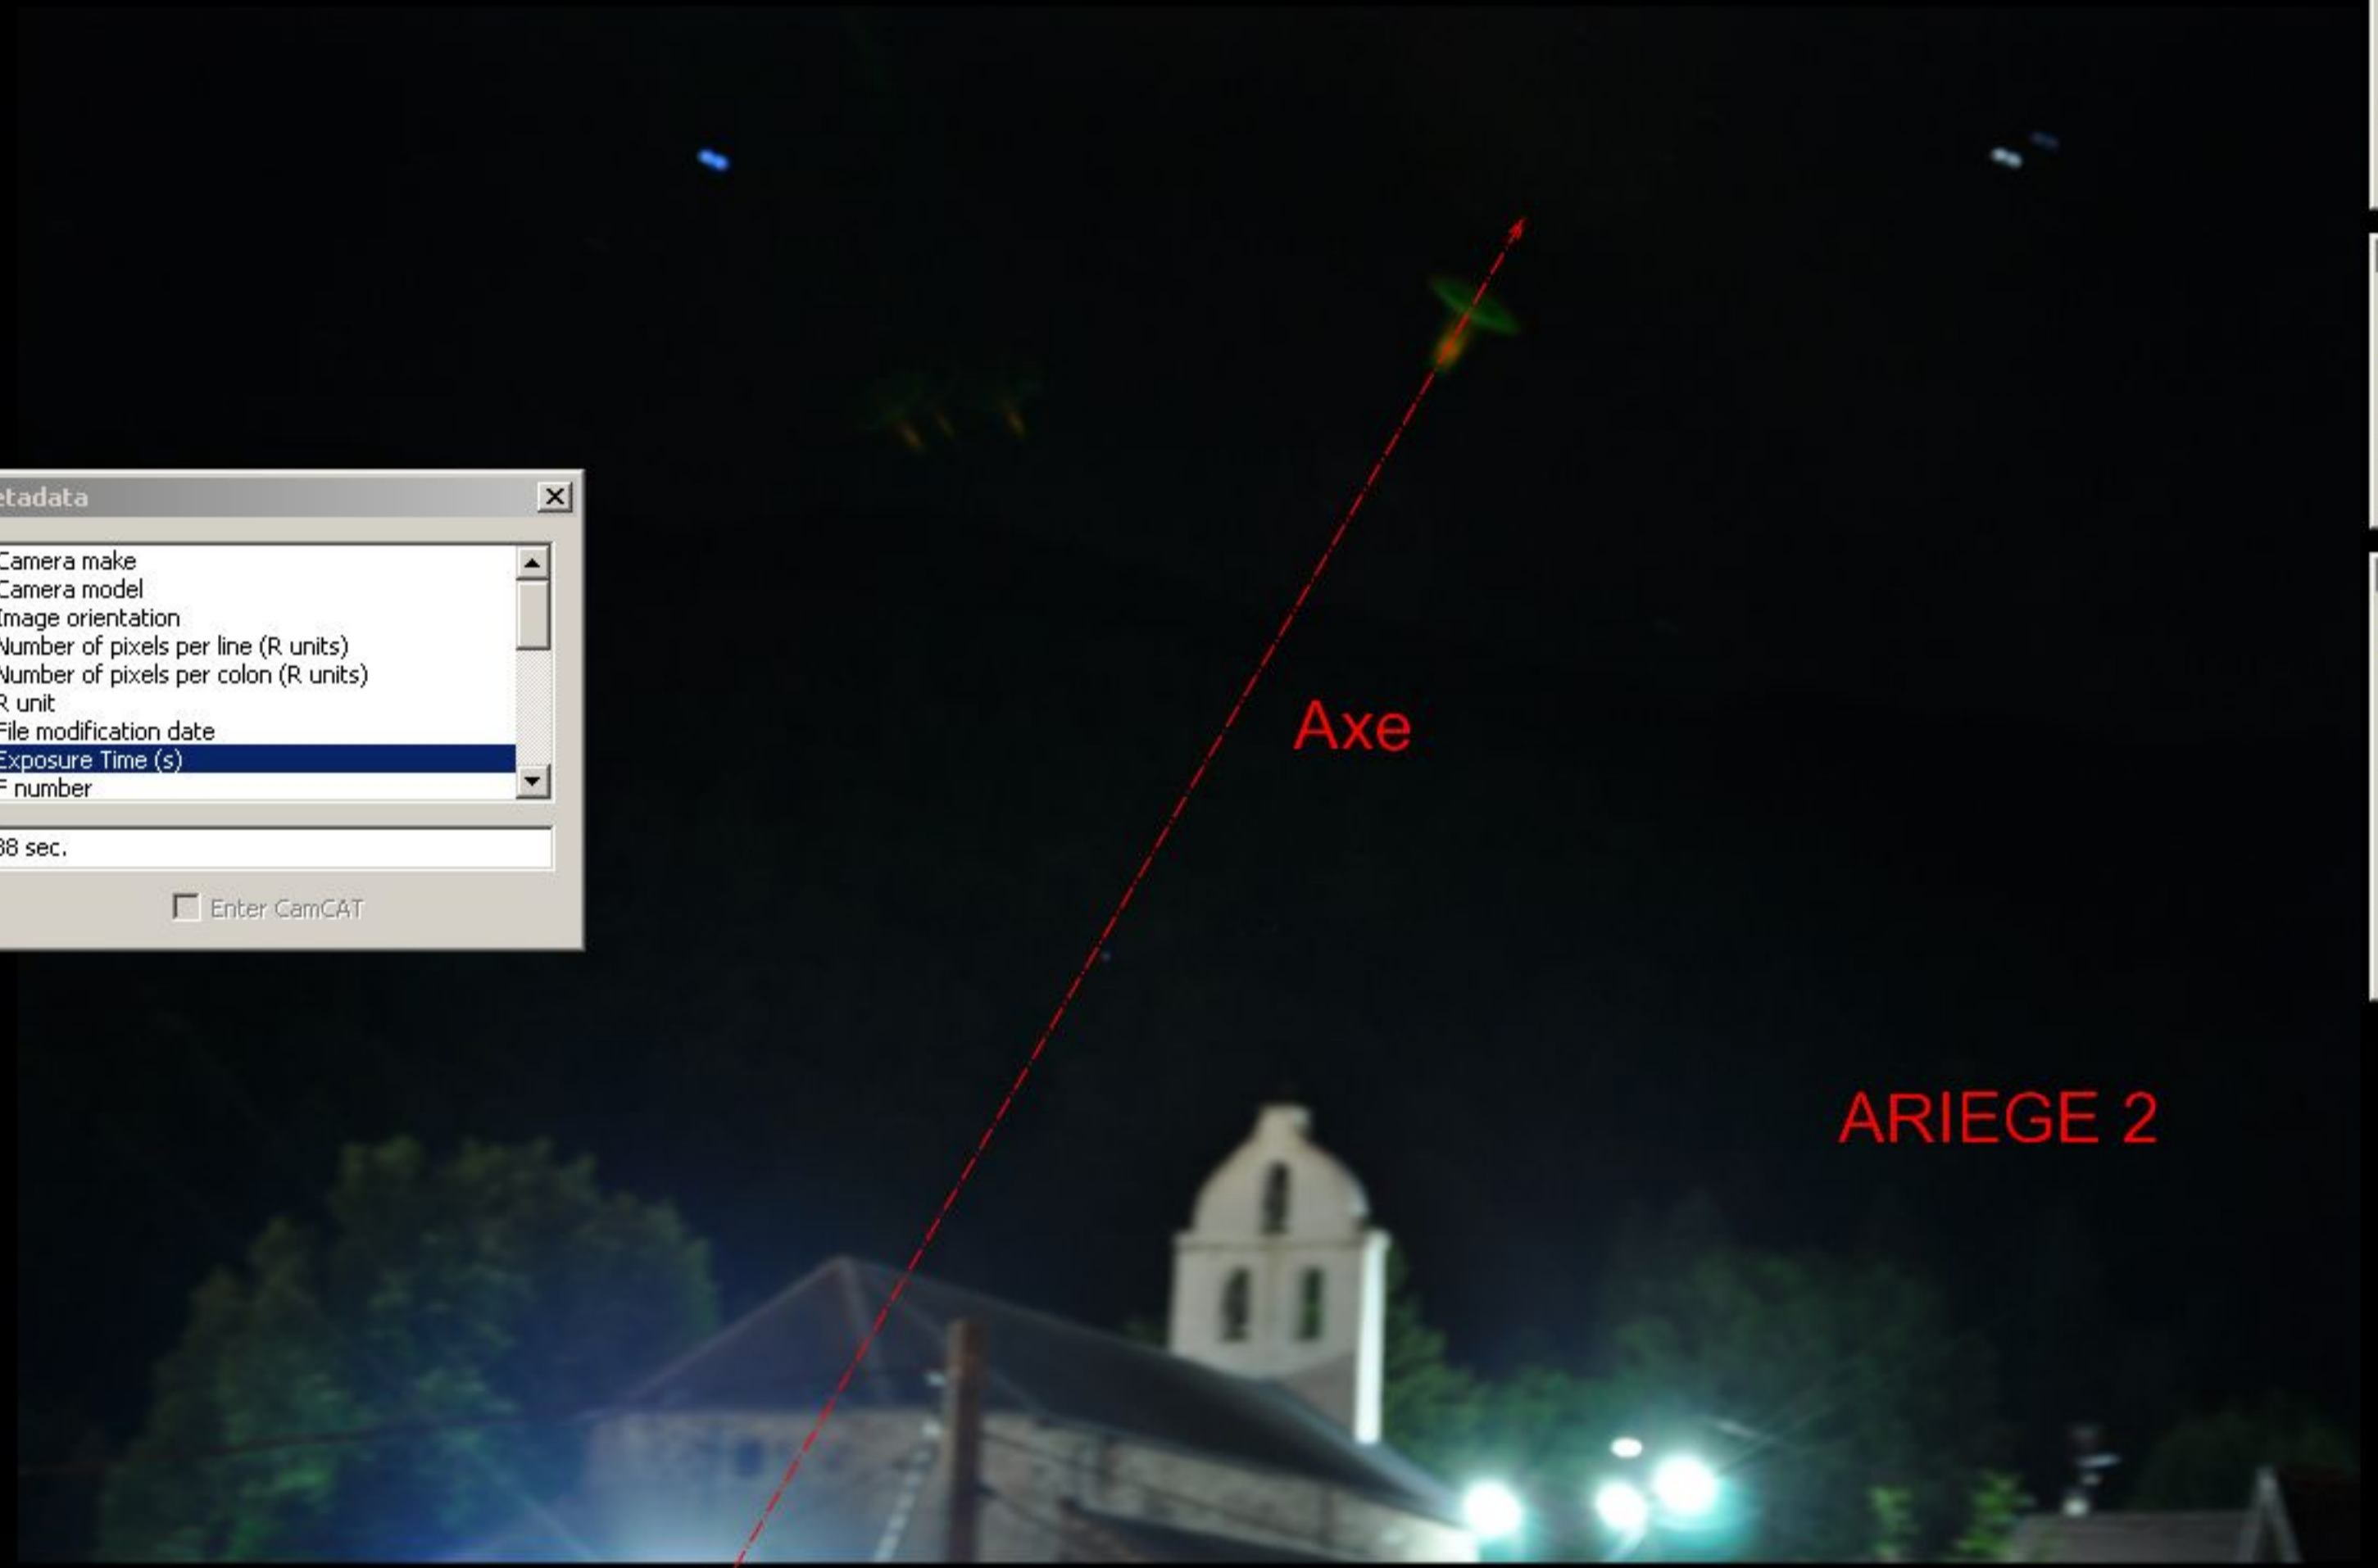 etadata
Camera make
Camera model
Image orientation
Number of pixels per line (R units)
Number of pixels per colon (R units)
R unit
File modification date
Exposure Time (s)
F number
38 sec.
Enter CamCAT
Axe
ARIEGE 2